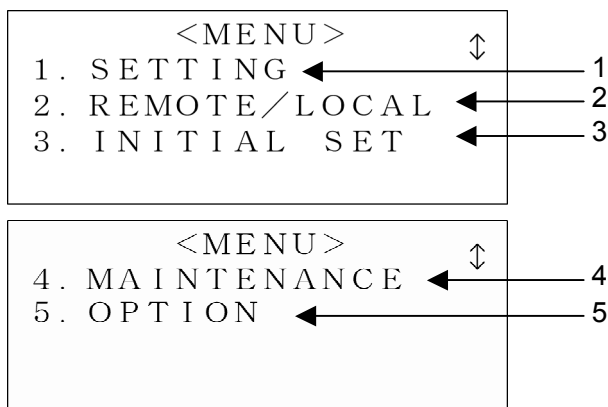 <MENU>
↕
1. SETTING
1
2. REMOTE／LOCAL
2
3. INITIAL SET
3
<MENU>
↕
4. MAINTENANCE
4
5. OPTION
5